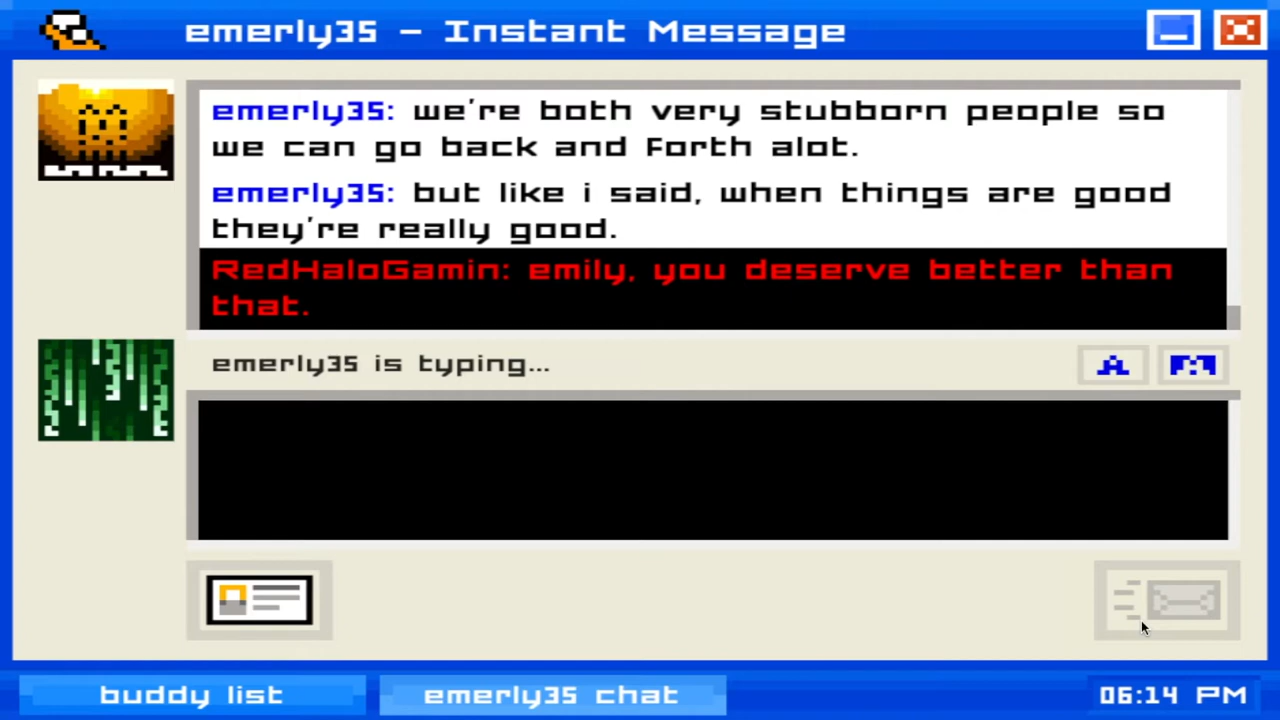 emerly35 - Instant Message
emerly35: we're both very stubborn people so
we can go back and forth alot.
emerly35: but like i said, when things are good
they're really good.
RedHaloGamin: emily, you deserve better than
that.
emerly35 is typing...
A
buddy list
emerly35 chat
06:14 PM